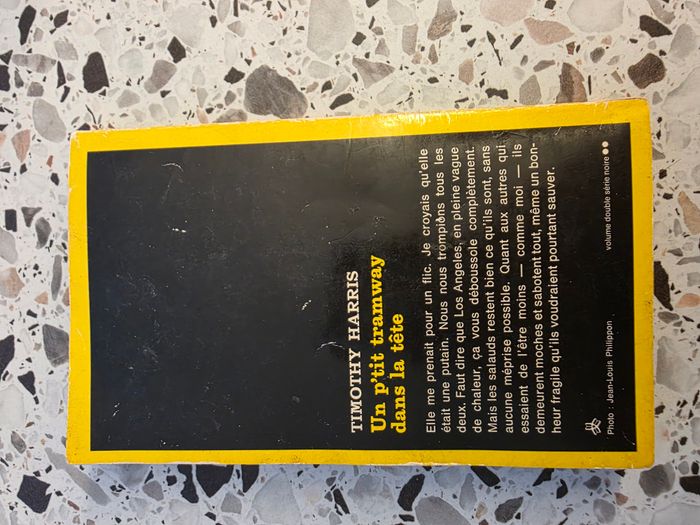 TIMOTHY HARRIS
Un p'tit tramway
dans la tête
Elle me prenait pour un flic. Je croyais qu'elle
était une putain. Nous nous trompions tous les
deux. Faut dire que Los Angeles, en pleine vague
de chaleur, ça vous déboussole complètement.
Mais les salauds restent bien ce qu'ils sont, sans
aucune méprise possible. Quant aux autres qui
essaient de l'être moins — comme moi — ils
demeurent moches et sabotent tout, même un bon-
heur fragile qu'ils voudraient pourtant sauver.
Photo : Jean-Louis Philippon
volume double série noire ●●